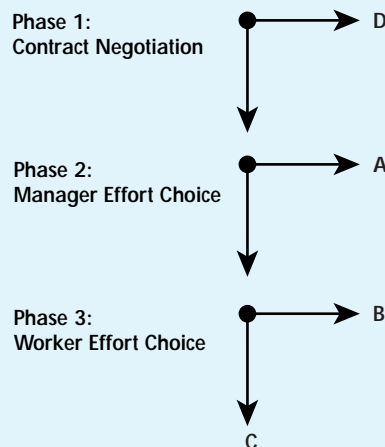 Phase 1:
Contract Negotiation
D
Phase 2:
Manager Effort Choice
A
Phase 3:
Worker Effort Choice
B
C